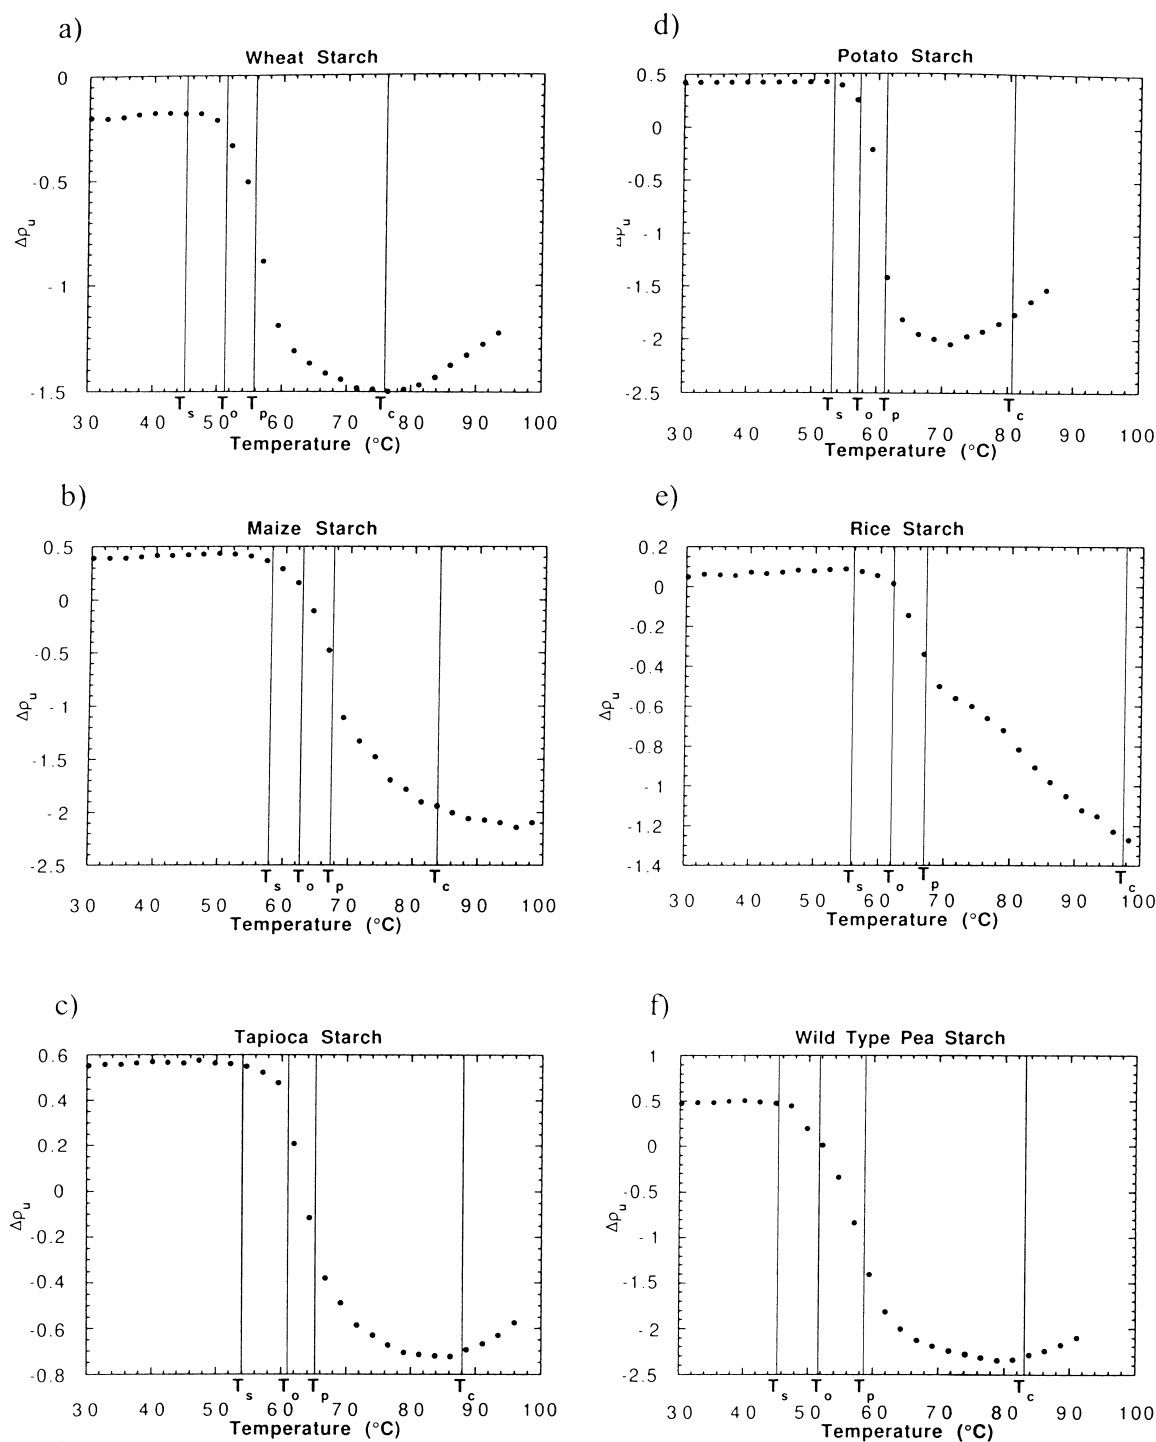 a)
Wheat Starch
0
-0.5
-1
-1.5
Δρu
Ts To Tp Tc
30 40 50 60 70 80 90 100
Temperature (°C)
b)
Maize Starch
0.5
0
-0.5
-1
-1.5
-2
-2.5
Δρu
Ts To Tp Tc
30 40 50 60 70 80 90 100
Temperature (°C)
c)
Tapioca Starch
0.6
0.4
0.2
0
-0.2
-0.4
-0.6
-0.8
Δρu
Ts To Tp Tc
30 40 50 60 70 80 90 100
Temperature (°C)
d)
Potato Starch
0.5
0
-0.5
-1
-1.5
-2
-2.5
Δρu
Ts To Tp Tc
30 40 50 60 70 80 90 100
Temperature (°C)
e)
Rice Starch
0.2
0
-0.2
-0.4
-0.6
-0.8
-1
-1.2
-1.4
Δρu
Ts To Tp Tc
30 40 50 60 70 80 90 100
Temperature (°C)
f)
Wild Type Pea Starch
1
0.5
0
-0.5
-1
-1.5
-2
-2.5
Δρu
Ts To Tp Tc
30 40 50 60 70 80 90 100
Temperature (°C)